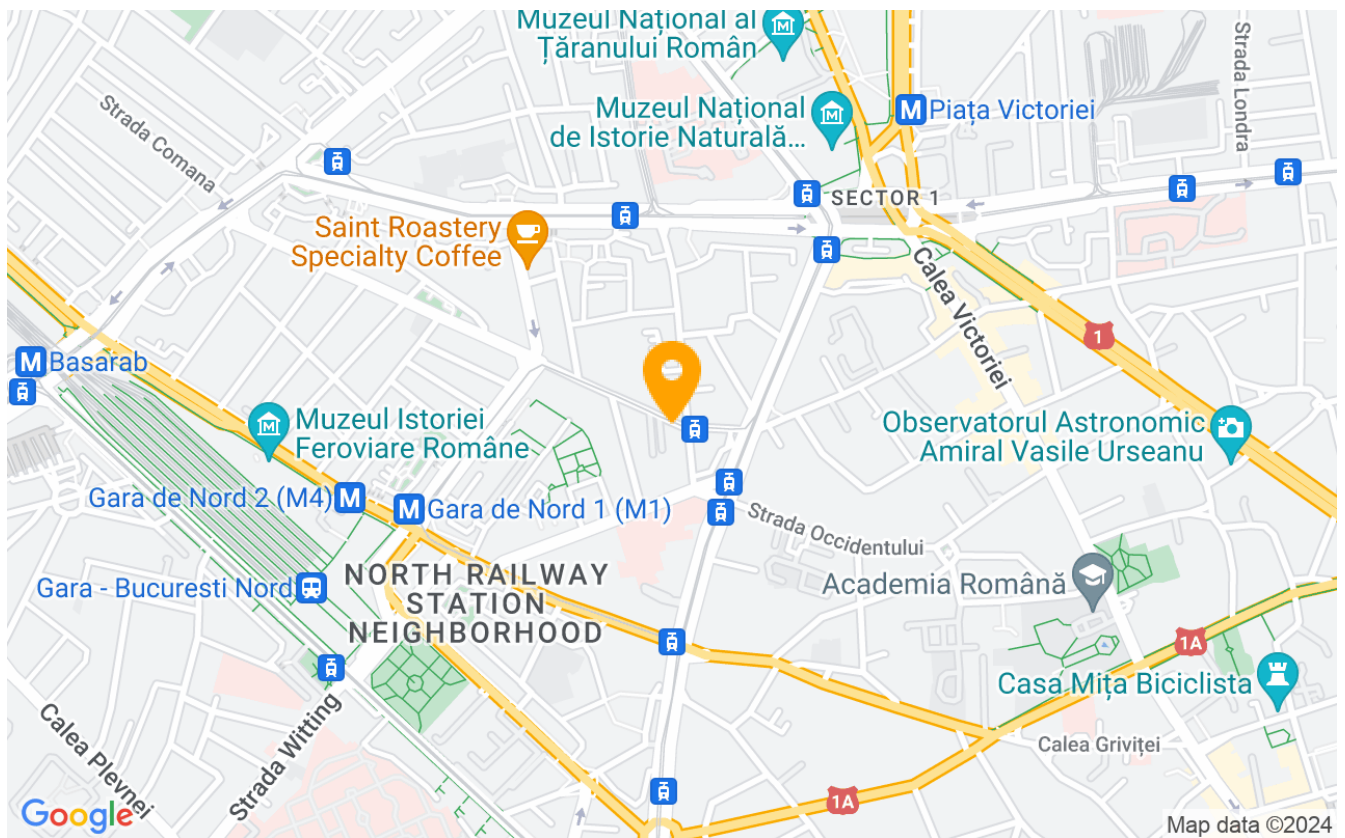 Muzeul Național al
Țăranului Român
Strada Londra
Muzeul Național
de Istorie Naturală...
M Piața Victoriei
Strada Comana
SECTOR 1
Saint Roastery
Specialty Coffee
Calea Victoriei
1
M Basarab
Muzeul Istoriei
Feroviare Române
Observatorul Astronomic
Amiral Vasile Urseanu
Gara de Nord 2 (M4) M
M Gara de Nord 1 (M1)
Strada Occidentului
Academia Română
Gara - Bucuresti Nord
NORTH RAILWAY
STATION
NEIGHBORHOOD
1A
Casa Mița Biciclista
Calea Plevnei
Strada Witting
Calea Griviței
1A
Google
Map data ©2024